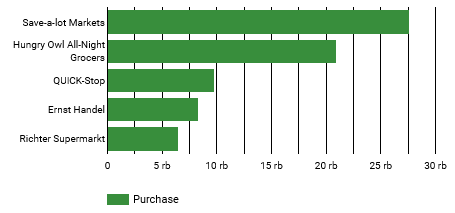 Save-a-lot Markets
Hungry Owl All-Night
Grocers
QUICK-Stop
Ernst Handel
Richter Supermarkt
0 5 rb 10 rb 15 rb 20 rb 25 rb 30 rb
Purchase